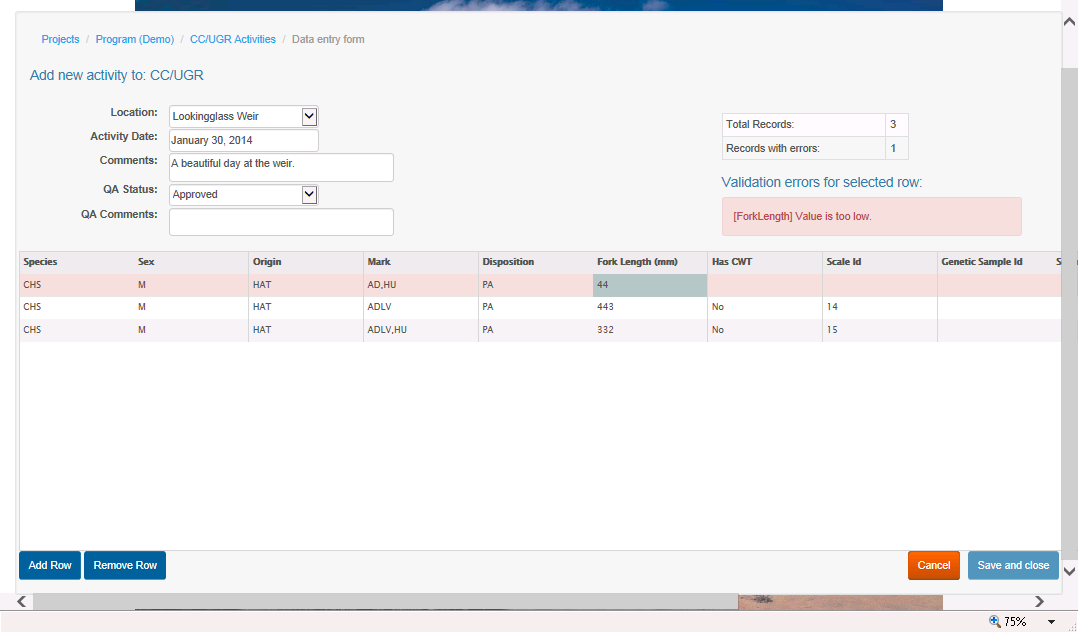 Projects / Program (Demo) / CC/UGR Activities / Data entry form
Add new activity to: CC/UGR
Location: Lookingglass Weir
Activity Date: January 30, 2014
Comments: A beautiful day at the weir.
QA Status: Approved
QA Comments:
Total Records: 3
Records with errors: 1
Validation errors for selected row:
[ForkLength] Value is too low.
Species Sex Origin Mark Disposition Fork Length (mm) Has CWT Scale Id Genetic Sample Id S
CHS M HAT AD,HU PA 44
CHS M HAT ADLV PA 443 No 14
CHS M HAT ADLV,HU PA 332 No 15
Add Row Remove Row Cancel Save and close
75%